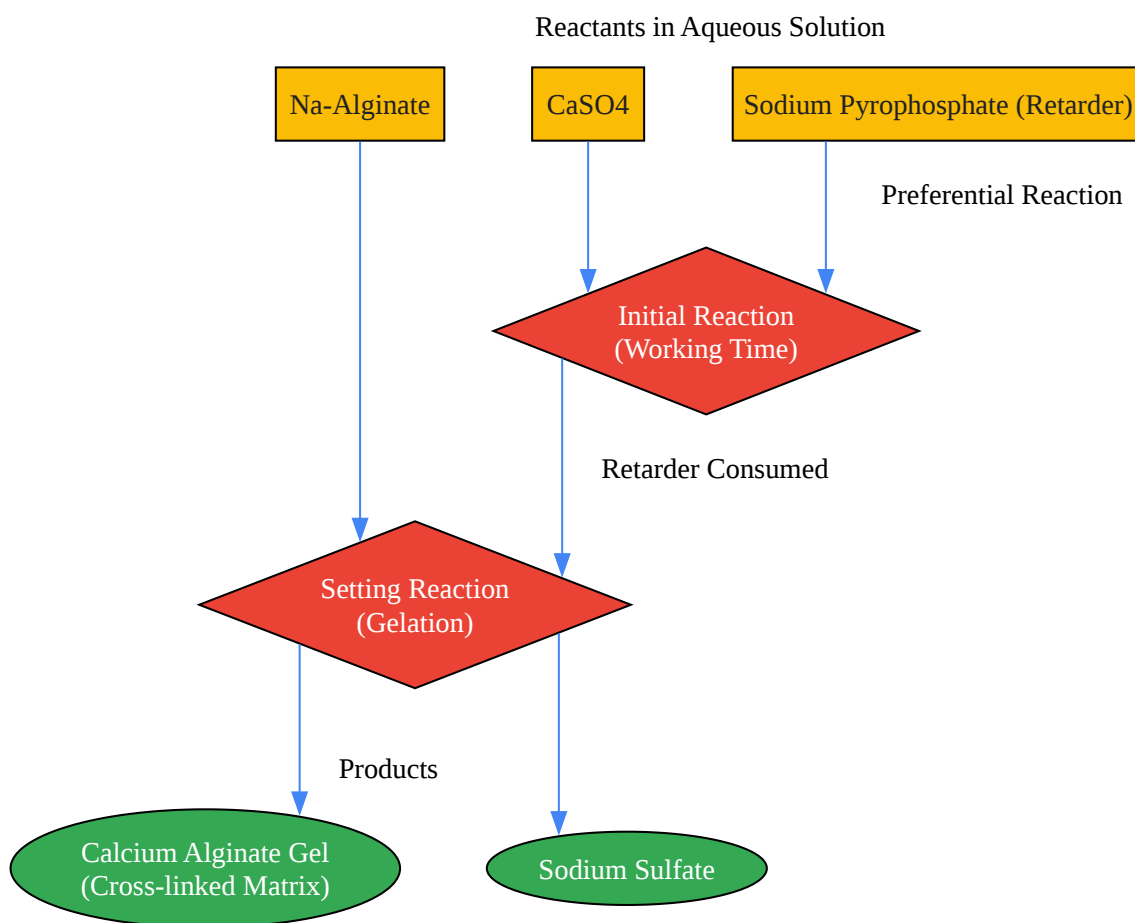 Reactants in Aqueous Solution
Na-Alginate
CaSO4
Sodium Pyrophosphate (Retarder)
Preferential Reaction
Initial Reaction
(Working Time)
Retarder Consumed
Setting Reaction
(Gelation)
Products
Calcium Alginate Gel
(Cross-linked Matrix)
Sodium Sulfate